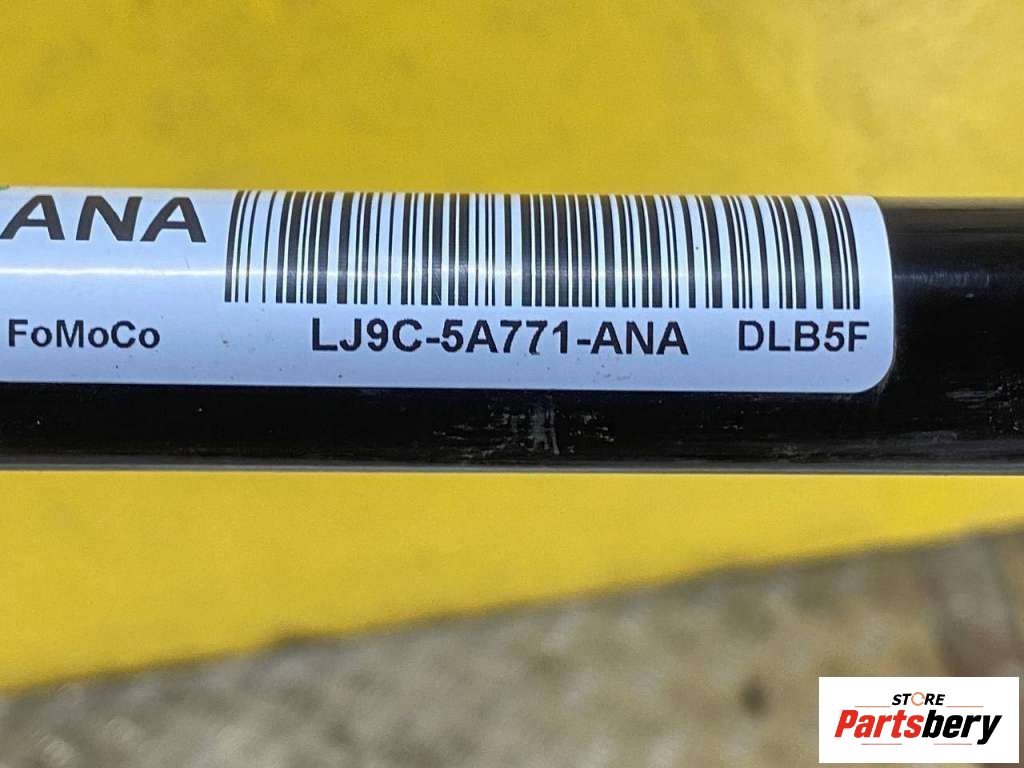 ANA
FoMoCo LJ9C-5A771-ANA DLB5F
STORE
Partsbery